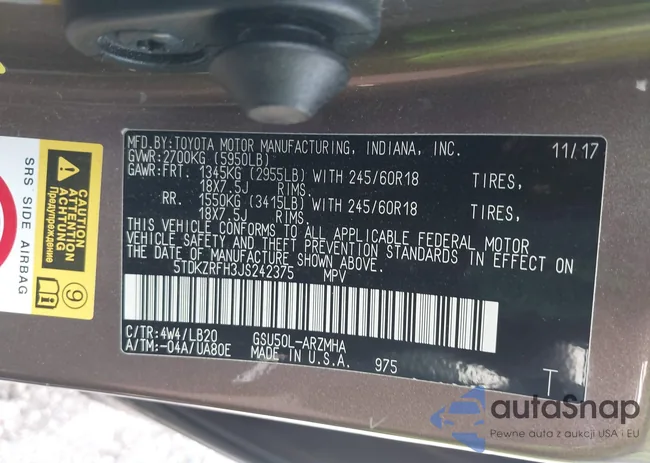 MFD.BY:TOYOTA MOTOR MANUFACTURING, INDIANA, INC. 11/17
GVWR:2700KG (5950LB)
GAWR:FRT. 1345KG (2955LB) WITH 245/60R18 TIRES,
18X7.5J RIMS,
RR. 1550KG (3415LB) WITH 245/60R18 TIRES,
18X7.5J RIMS,
THIS VEHICLE CONFORMS TO ALL APPLICABLE FEDERAL MOTOR
VEHICLE SAFETY AND THEFT PREVENTION STANDARDS IN EFFECT ON
THE DATE OF MANUFACTURE SHOWN ABOVE.
5TDKZRFH3JS242375 MPV
C/TR:4W4/LB20 GSU50L-ARZMHA
A/TM:-04A/UA80E MADE IN U.S.A. 975
T
SRS SIDE AIRBAG
CAUTION
ATTENTION
ACHTUNG
Предупреждение
9
autoSnap
Pewne auta z aukcji USA i EU